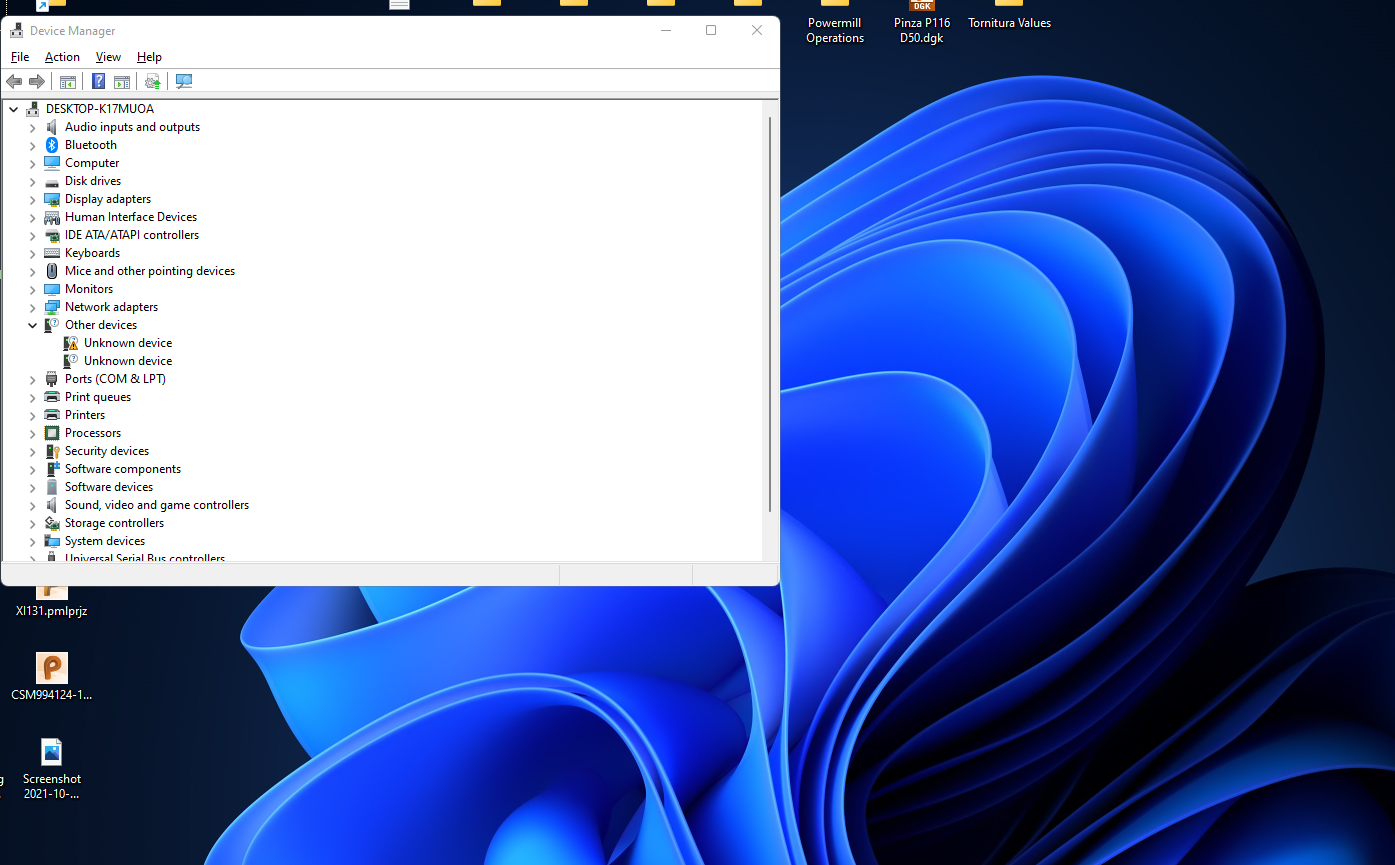 DGK
Powermill
Operations
Pinza P116
D50.dgk
Tornitura Values
Device Manager
File Action View Help
DESKTOP-K17MUOA
Audio inputs and outputs
Bluetooth
Computer
Disk drives
Display adapters
Human Interface Devices
IDE ATA/ATAPI controllers
Keyboards
Mice and other pointing devices
Monitors
Network adapters
Other devices
Unknown device
Unknown device
Ports (COM & LPT)
Print queues
Printers
Processors
Security devices
Software components
Software devices
Sound, video and game controllers
Storage controllers
System devices
Universal Serial Bus controllers
XI131.pmlprjz
CSM994124-1...
Screenshot
2021-10-...